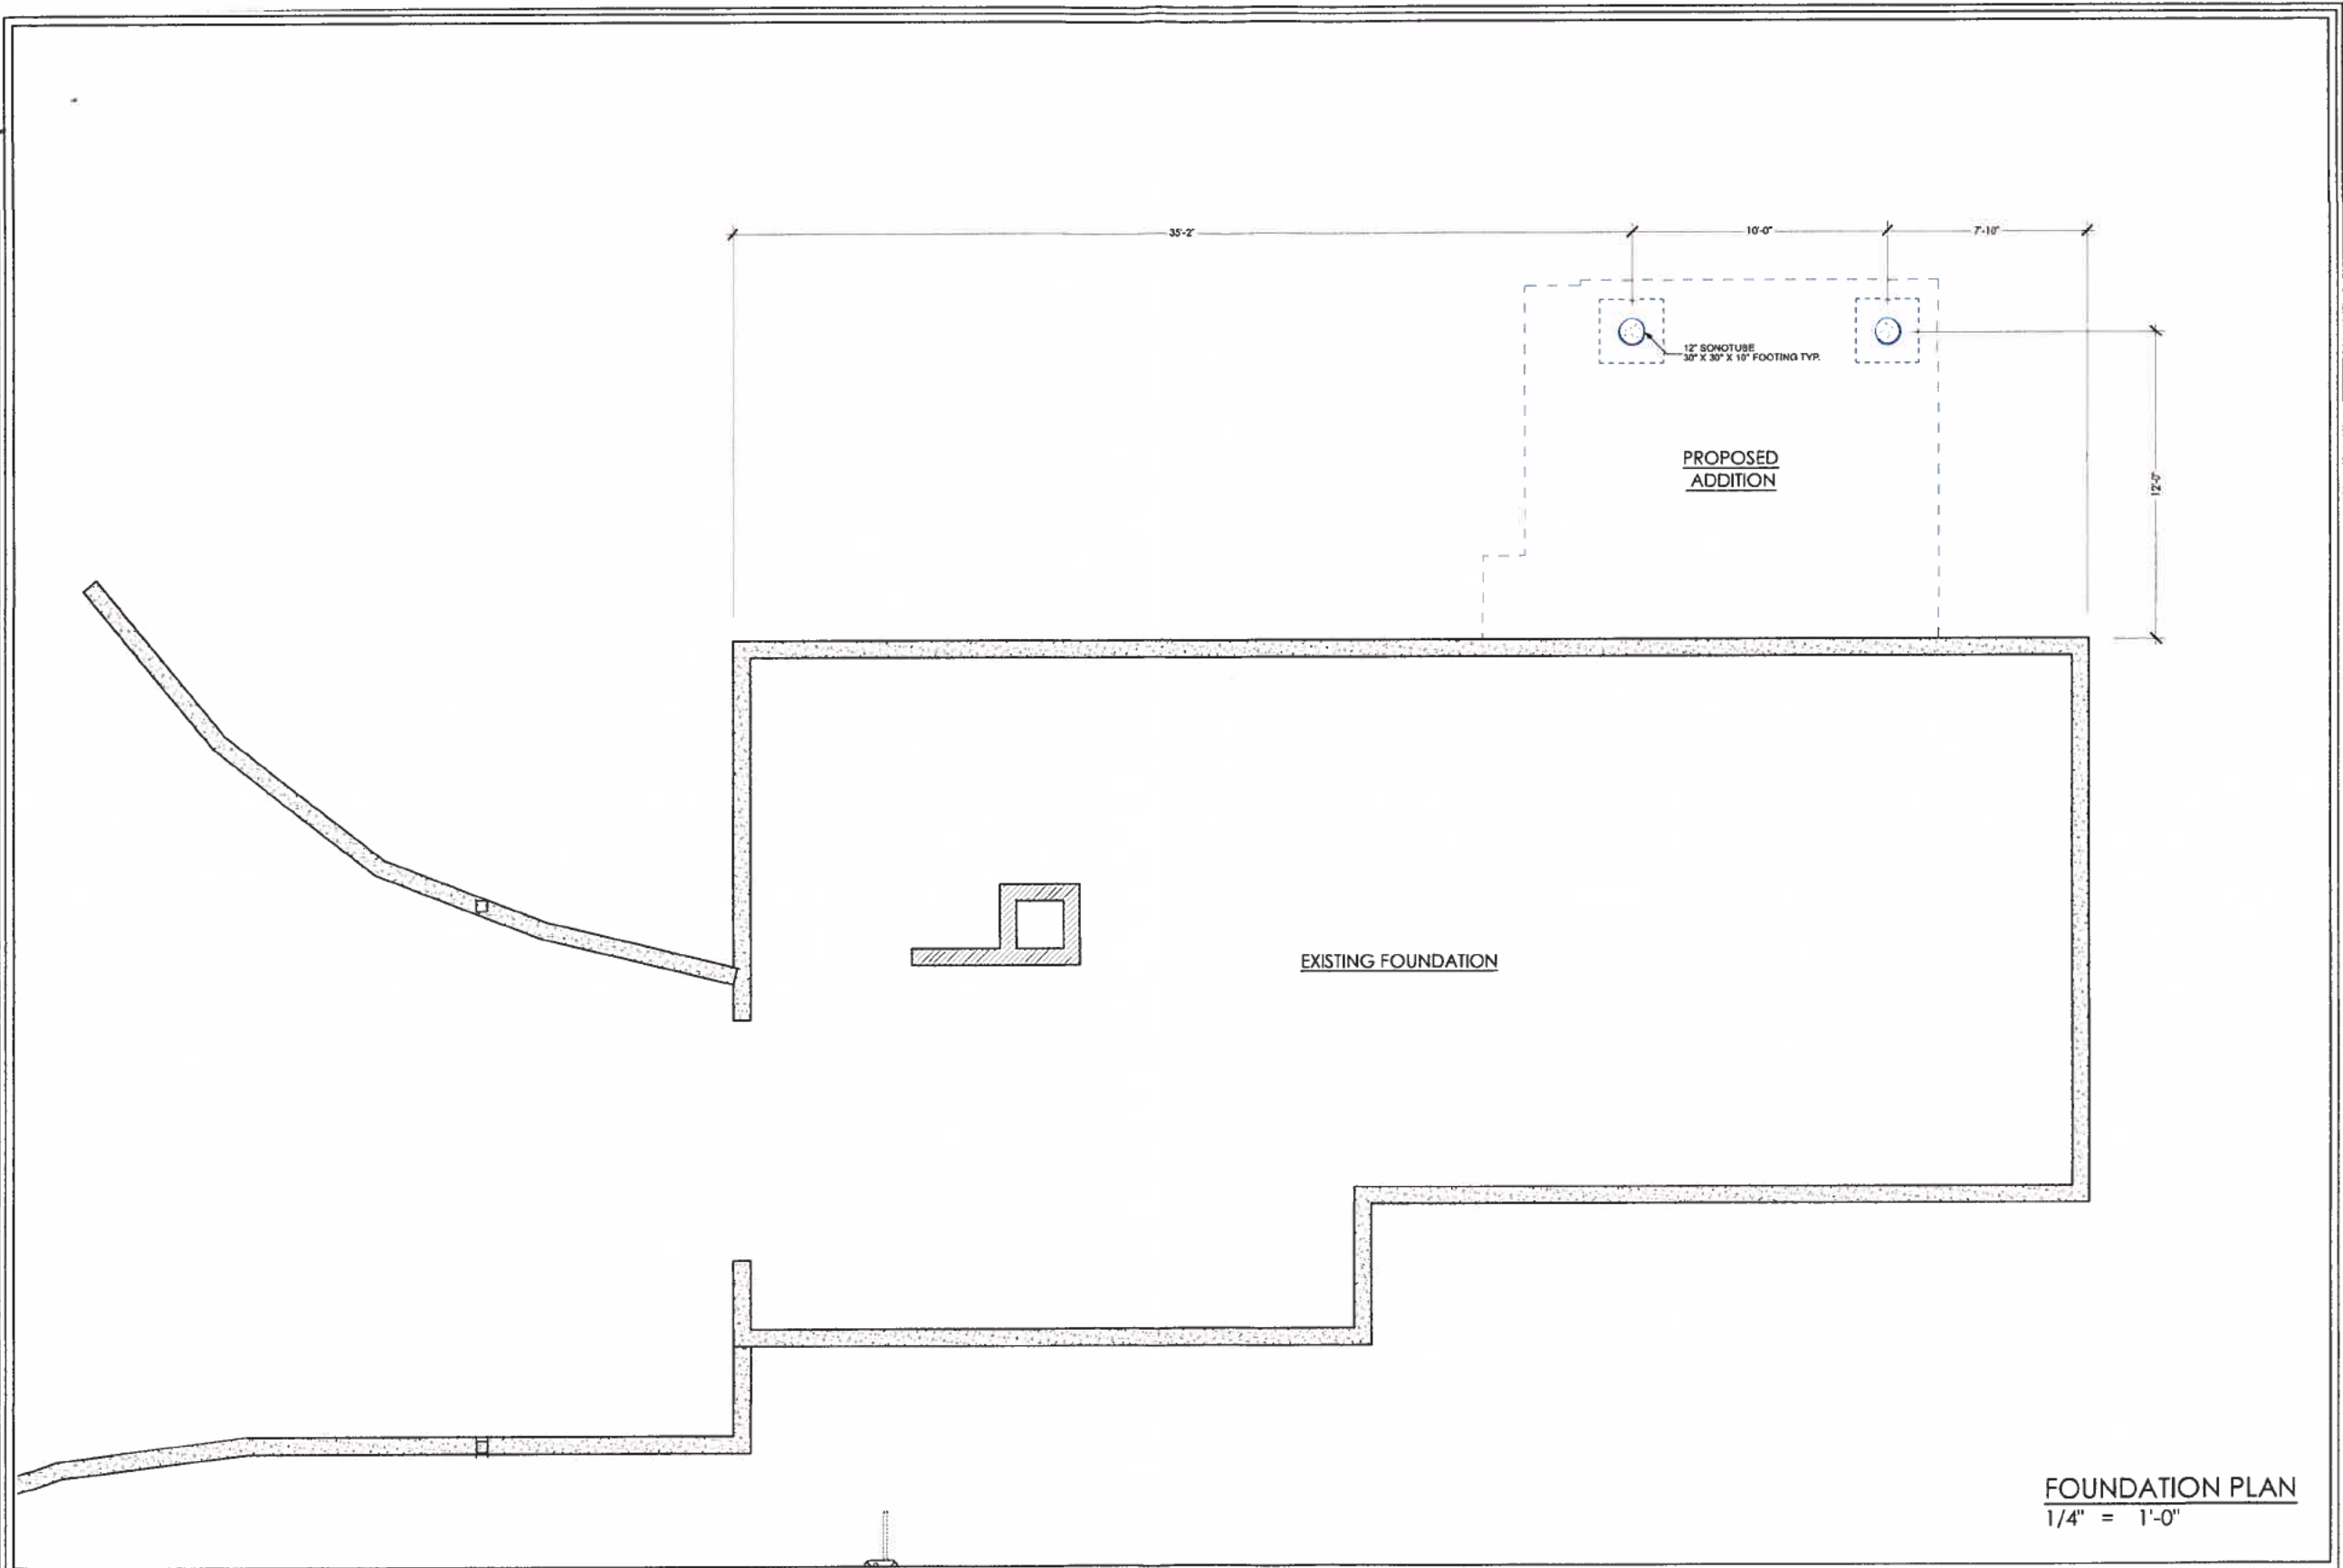 35'-2"
10'-0"
7'-10"
12" SONOTUBE
30" X 30" X 10" FOOTING TYP.
PROPOSED
ADDITION
12'-0"
EXISTING FOUNDATION
FOUNDATION PLAN
1/4" = 1'-0"